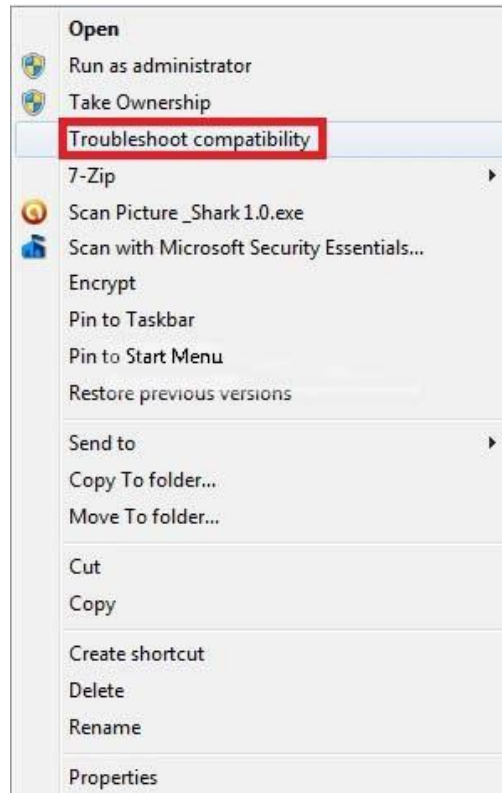 Open
Run as administrator
Take Ownership
Troubleshoot compatibility
7-Zip
Scan Picture _Shark 1.0.exe
Scan with Microsoft Security Essentials...
Encrypt
Pin to Taskbar
Pin to Start Menu
Restore previous versions
Send to
Copy To folder...
Move To folder...
Cut
Copy
Create shortcut
Delete
Rename
Properties